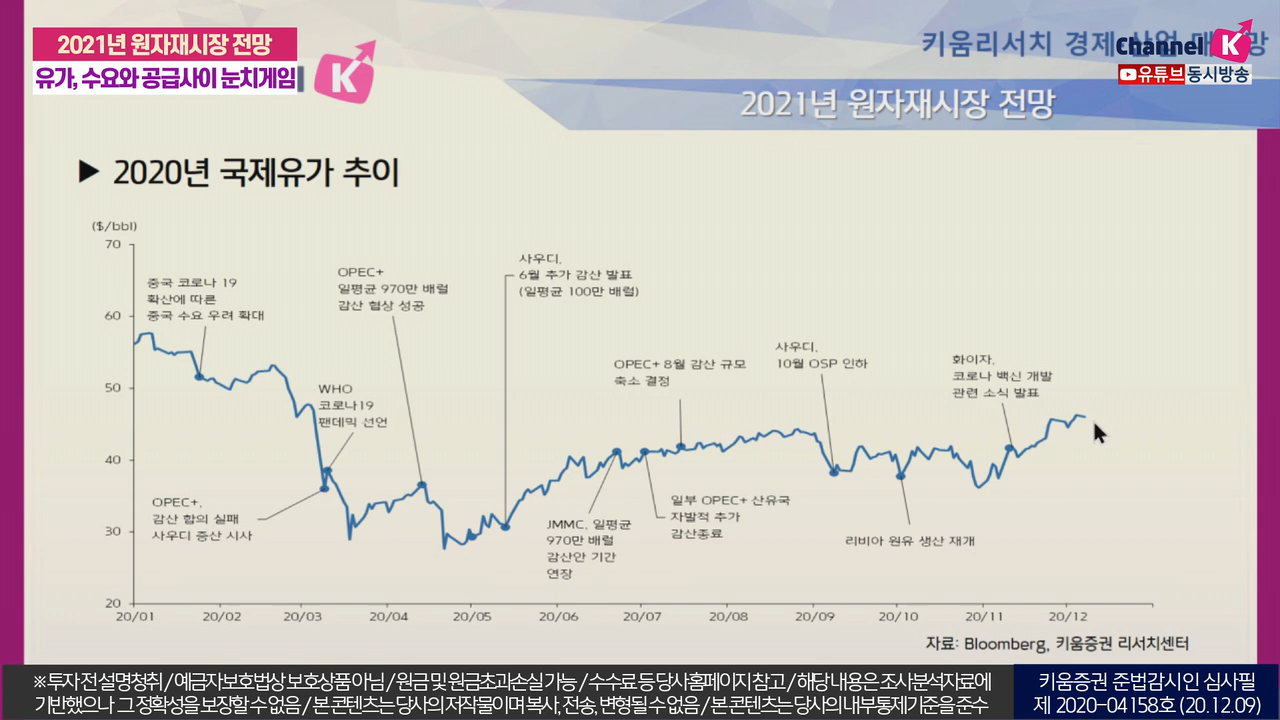 2021년 원자재시장 전망
유가, 수요와 공급사이 눈치게임
K
키움리서치 경제
Channel K
유튜브동시방송
2021년 원자재시장 전망
▶ 2020년 국제유가 추이
($/bbl)
70
60
50
40
30
20
중국 코로나 19
확산에 따른
중국 수요 우려 확대
OPEC+
일평균 970만 배럴
감산 협상 성공
사우디,
6월 추가 감산 발표
(일평균 100만 배럴)
WHO
코로나19
팬데믹 선언
OPEC+ 8월 감산 규모
축소 결정
사우디,
10월 OSP 인하
화이자,
코로나 백신 개발
관련 소식 발표
OPEC+,
감산 합의 실패
사우디 증산 시사
JMMC, 일평균
970만 배럴
감산안 기간
연장
일부 OPEC+ 산유국
자발적 추가
감산종료
리비아 원유 생산 재개
20/01 20/02 20/03 20/04 20/05 20/06 20/07 20/08 20/09 20/10 20/11 20/12
자료: Bloomberg, 키움증권 리서치센터
※ 투자 전 설명청취 / 예금자보호법상 보호상품 아님 / 원금 및 원금초과손실 가능 / 수수료 등 당사홈페이지 참고 / 해당 내용은 조사분석자료에
기반했으나 그 정확성을 보장할 수 없음 / 본 콘텐츠는 당사의 저작물이며 복사, 전송, 변형될 수 없음 / 본 콘텐츠는 당사의 내부통제기준을 준수
키움증권 준법감시인 심사필
제 2020-04158호 (20.12.09)